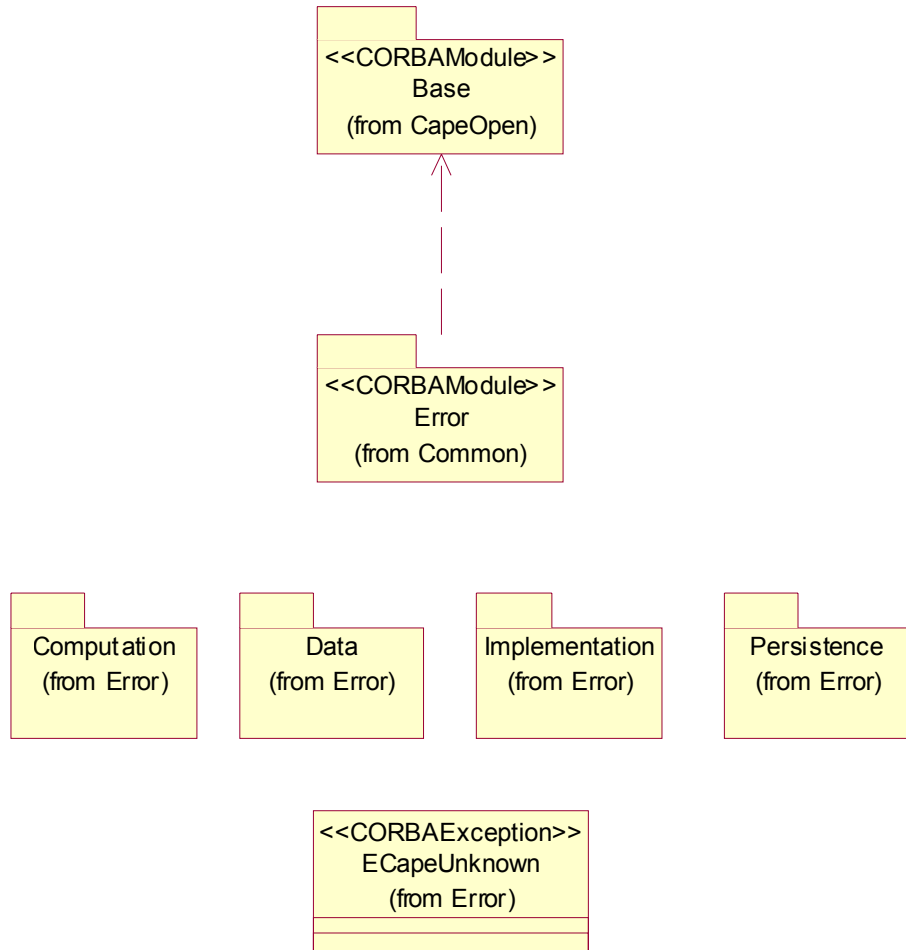 <<CORBAModule>>
Base
(from CapeOpen)
<<CORBAModule>>
Error
(from Common)
Computation
(from Error)
Data
(from Error)
Implementation
(from Error)
Persistence
(from Error)
<<CORBAException>>
ECapeUnknown
(from Error)